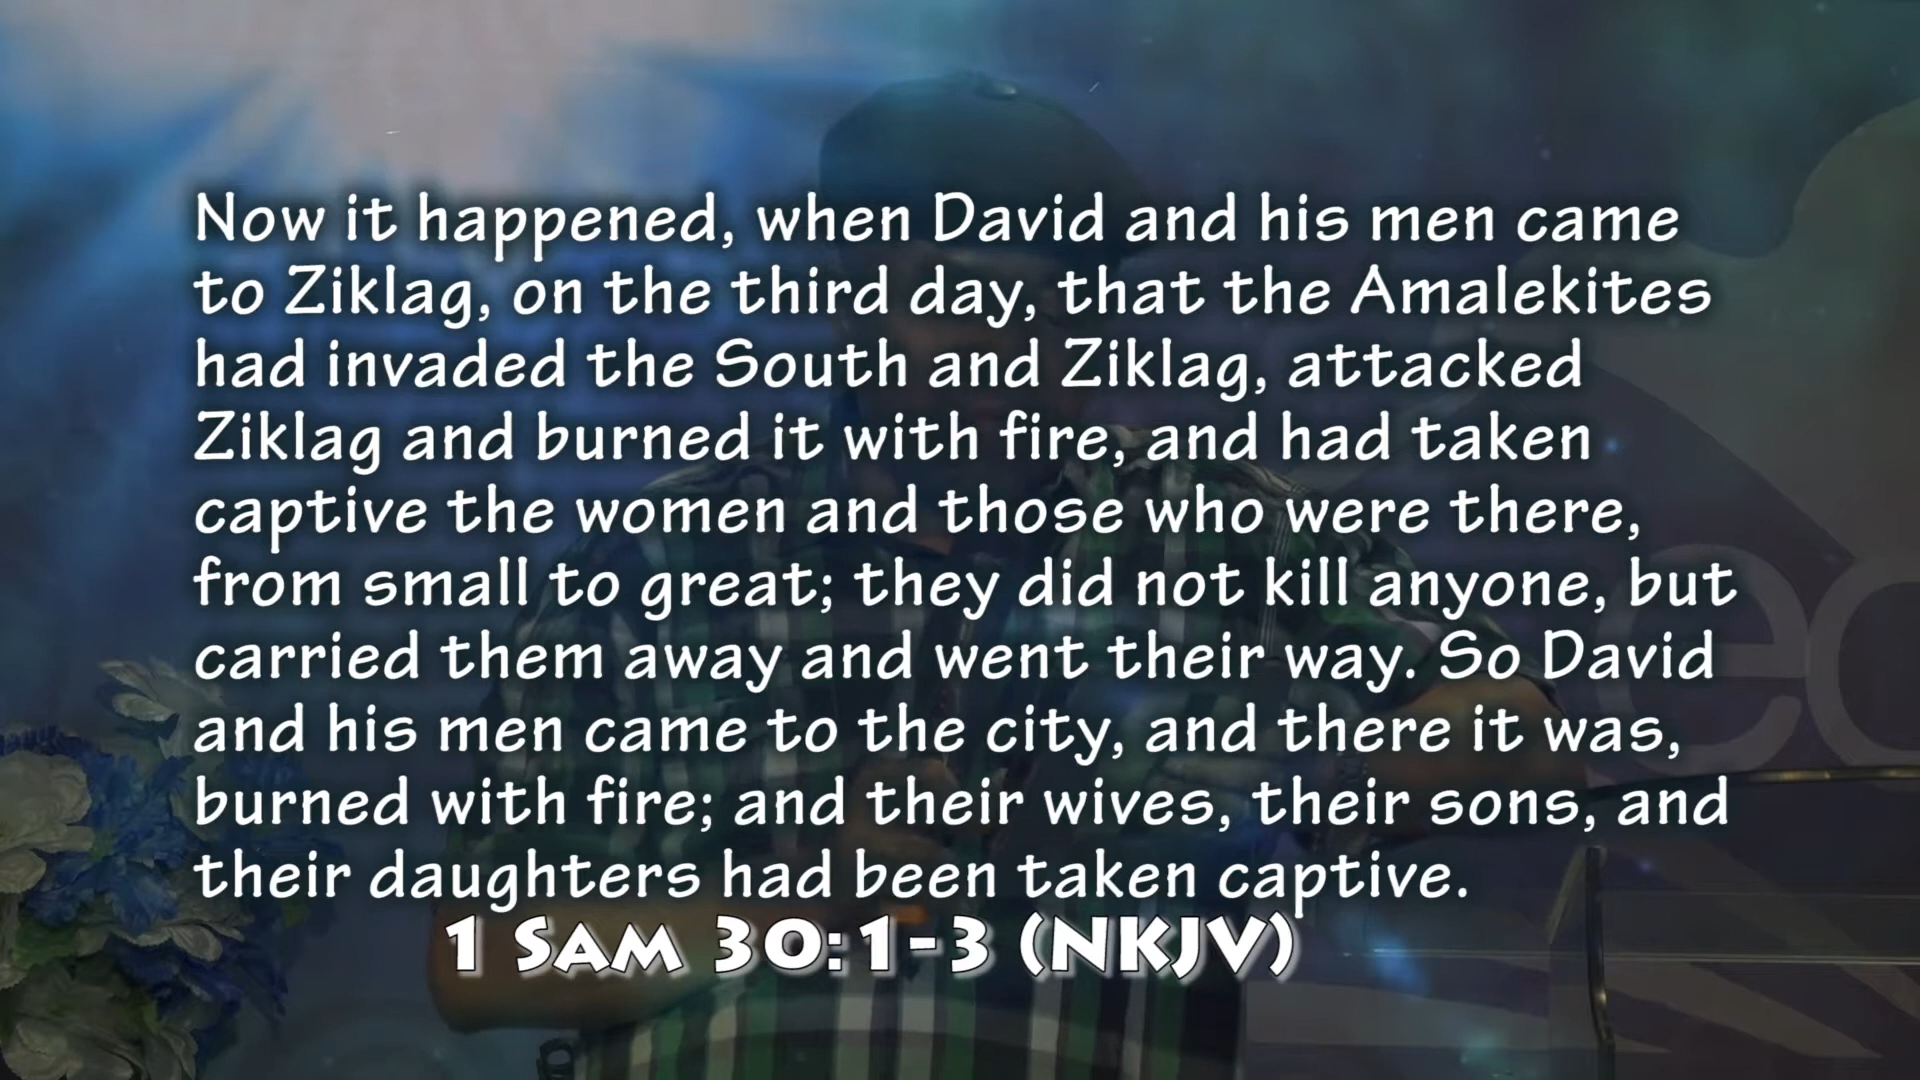 Now it happened, when David and his men came
to Ziklag, on the third day, that the Amalekites
had invaded the South and Ziklag, attacked
Ziklag and burned it with fire, and had taken
captive the women and those who were there,
from small to great; they did not kill anyone, but
carried them away and went their way. So David
and his men came to the city, and there it was,
burned with fire; and their wives, their sons, and
their daughters had been taken captive.
1 SAM 30:1-3 (NKJV)